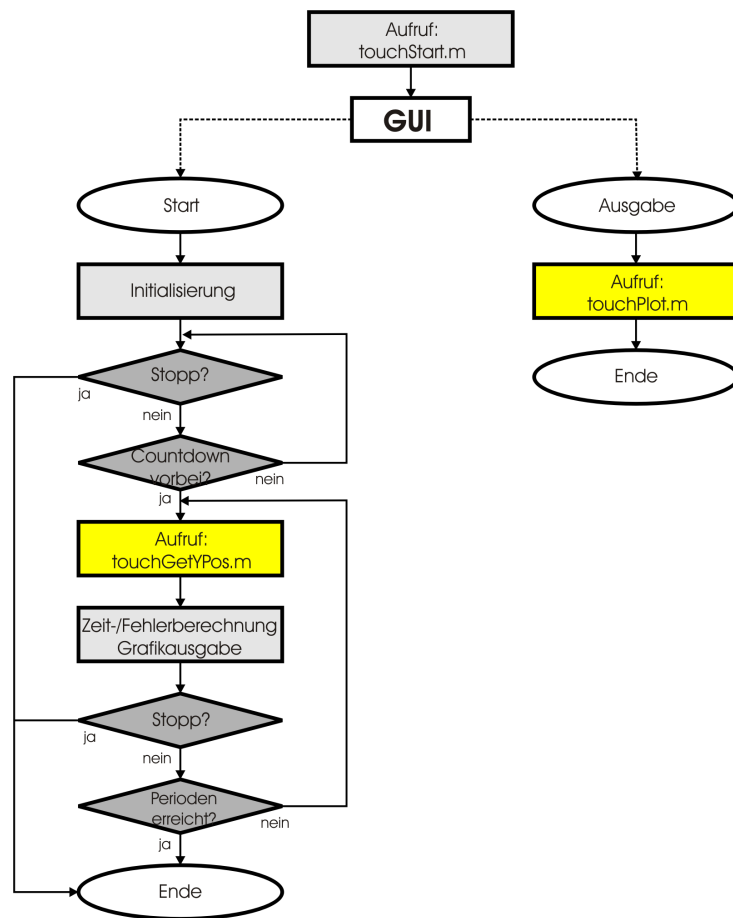 Aufruf:
touchStart.m
GUI
Start
Initialisierung
Stopp?
ja
nein
Countdown
vorbei?
nein
ja
Aufruf:
touchGetYPos.m
Zeit-/Fehlerberechnung
Grafikausgabe
Stopp?
ja
nein
Perioden
erreicht?
nein
ja
Ende
Ausgabe
Aufruf:
touchPlot.m
Ende